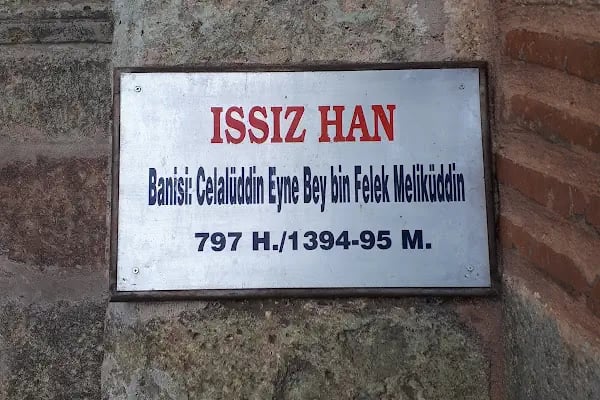 ISSIZ HAN
Banisi: Celalüddin Eyne Bey bin Felek Meliküddin
797 H./1394-95 M.